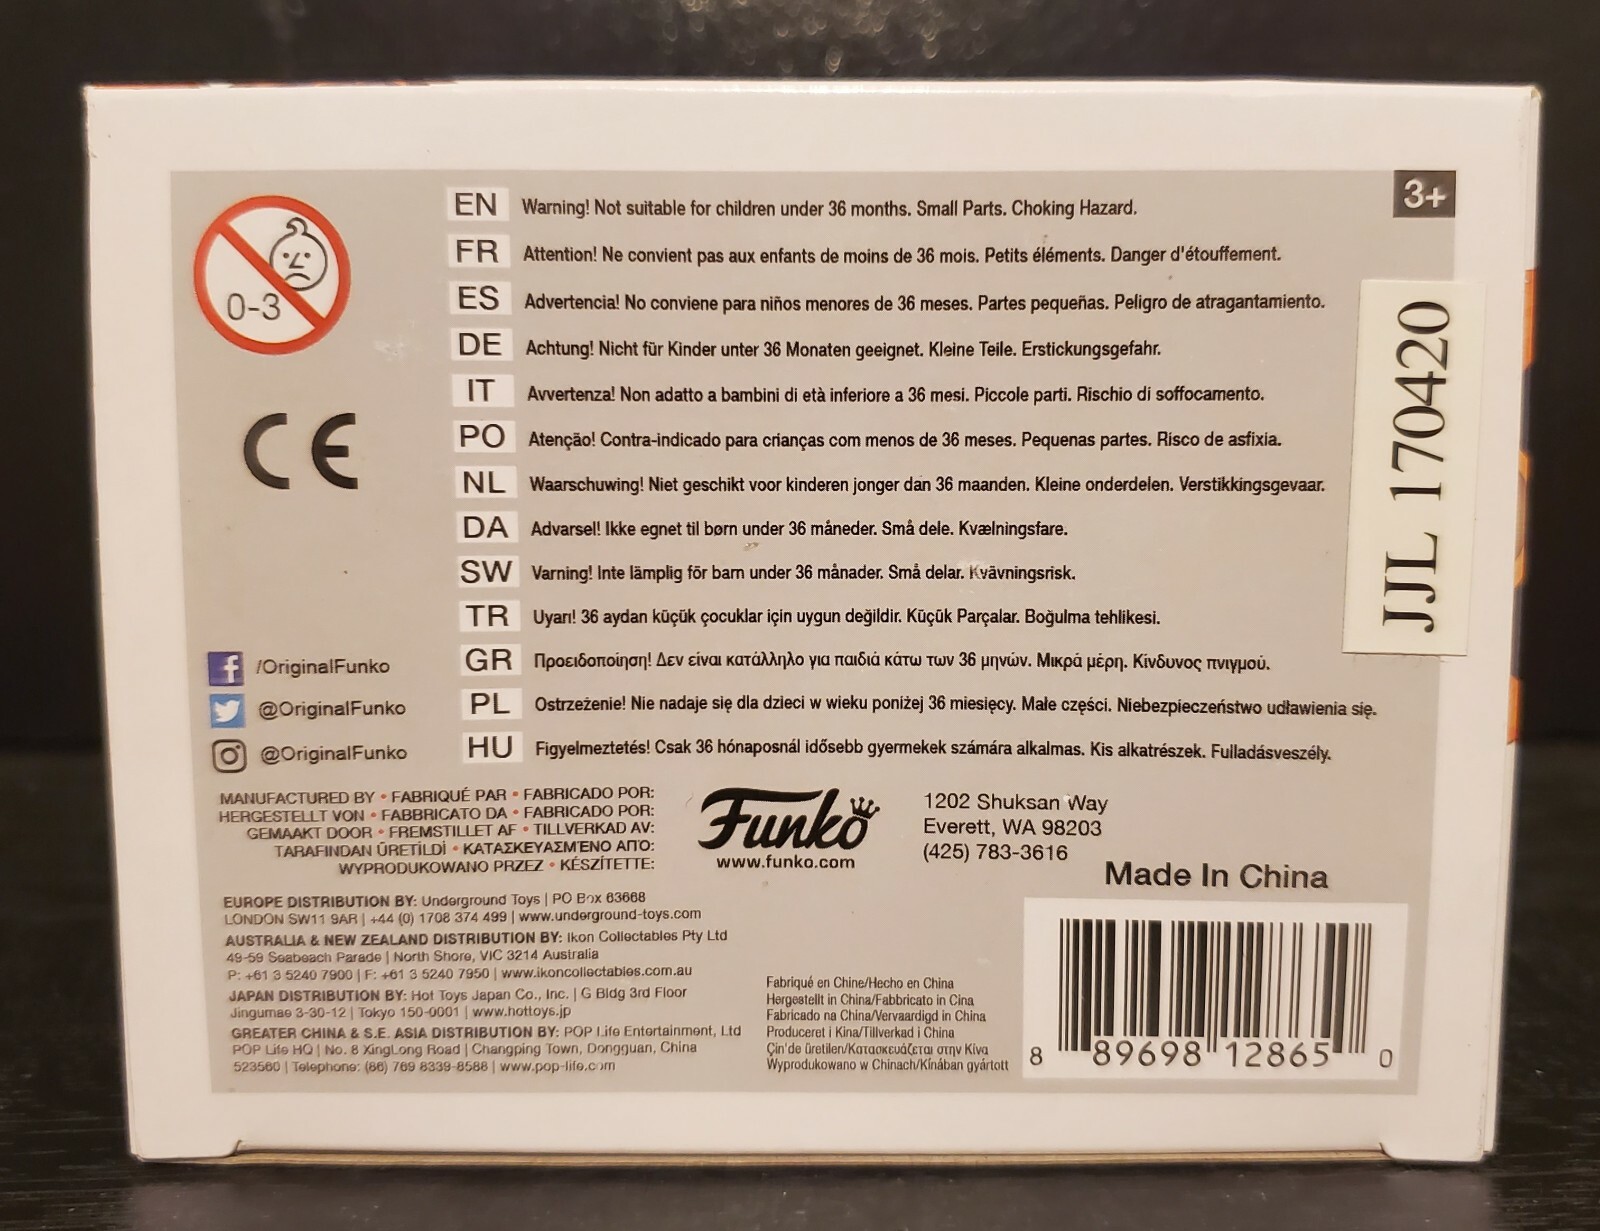 0-3
CE
EN Warning! Not suitable for children under 36 months. Small Parts. Choking Hazard.
FR Attention! Ne convient pas aux enfants de moins de 36 mois. Petits éléments. Danger d'étouffement.
ES Advertencia! No conviene para niños menores de 36 meses. Partes pequeñas. Peligro de atragantamiento.
DE Achtung! Nicht für Kinder unter 36 Monaten geeignet. Kleine Teile. Erstickungsgefahr.
IT Avvertenza! Non adatto a bambini di età inferiore a 36 mesi. Piccole parti. Rischio di soffocamento.
PO Atenção! Contra-indicado para crianças com menos de 36 meses. Pequenas partes. Risco de asfixia.
NL Waarschuwing! Niet geschikt voor kinderen jonger dan 36 maanden. Kleine onderdelen. Verstikkingsgevaar.
DA Advarsel! Ikke egnet til børn under 36 måneder. Små dele. Kvælningsfare.
SW Varning! Inte lämplig för barn under 36 månader. Små delar. Kvävningsrisk.
TR Uyarı! 36 aydan küçük çocuklar için uygun değildir. Küçük Parçalar. Boğulma tehlikesi.
GR Προειδοποίηση! Δεν είναι κατάλληλο για παιδιά κάτω των 36 μηνών. Μικρά μέρη. Κίνδυνος πνιγμού.
PL Ostrzeżenie! Nie nadaje się dla dzieci w wieku poniżej 36 miesięcy. Małe części. Niebezpieczeństwo udławienia się.
HU Figyelmeztetés! Csak 36 hónaposnál idősebb gyermekek számára alkalmas. Kis alkatrészek. Fulladásveszély.
3+
JJL 170420
/OriginalFunko
@OriginalFunko
@OriginalFunko
MANUFACTURED BY • FABRIQUÉ PAR • FABRICADO POR:
HERGESTELLT VON • FABBRICATO DA • FABRICADO POR:
GEMAAKT DOOR • FREMSTILLET AF • TILLVERKAD AV:
TARAFINDAN ÜRETİLDİ • ΚΑΤΑΣΚΕΥΑΣΜΈΝΟ ΑΠΌ:
WYPRODUKOWANO PRZEZ • KÉSZÍTETTE:
Funko
www.funko.com
1202 Shuksan Way
Everett, WA 98203
(425) 783-3616
Made In China
EUROPE DISTRIBUTION BY: Underground Toys | PO Box 63668
LONDON SW11 9AR | +44 (0) 1708 374 499 | www.underground-toys.com
AUSTRALIA & NEW ZEALAND DISTRIBUTION BY: Ikon Collectables Pty Ltd
49-59 Seabeach Parade | North Shore, VIC 3214 Australia
P: +61 3 5240 7900 | F: +61 3 5240 7950 | www.ikoncollectables.com.au
JAPAN DISTRIBUTION BY: Hot Toys Japan Co., Inc. | G Bldg 3rd Floor
Jingumae 3-30-12 | Tokyo 150-0001 | www.hottoys.jp
GREATER CHINA & S.E. ASIA DISTRIBUTION BY: POP Life Entertainment, Ltd
POP Life HQ | No. 8 XingLong Road | Changping Town, Dongguan, China
523560 | Telephone: (86) 769 8339-8586 | www.pop-life.com
Fabriqué en Chine/Hecho en China
Hergestellt in China/Fabbricato in Cina
Fabricado na China/Vervaardigd in China
Produceret i Kina/Tillverkad i China
Çin'de üretilen/Κατασκευάζεται στην Κίνα
Wyprodukowano w Chinach/Kínában gyártott
8 89698 12865 0